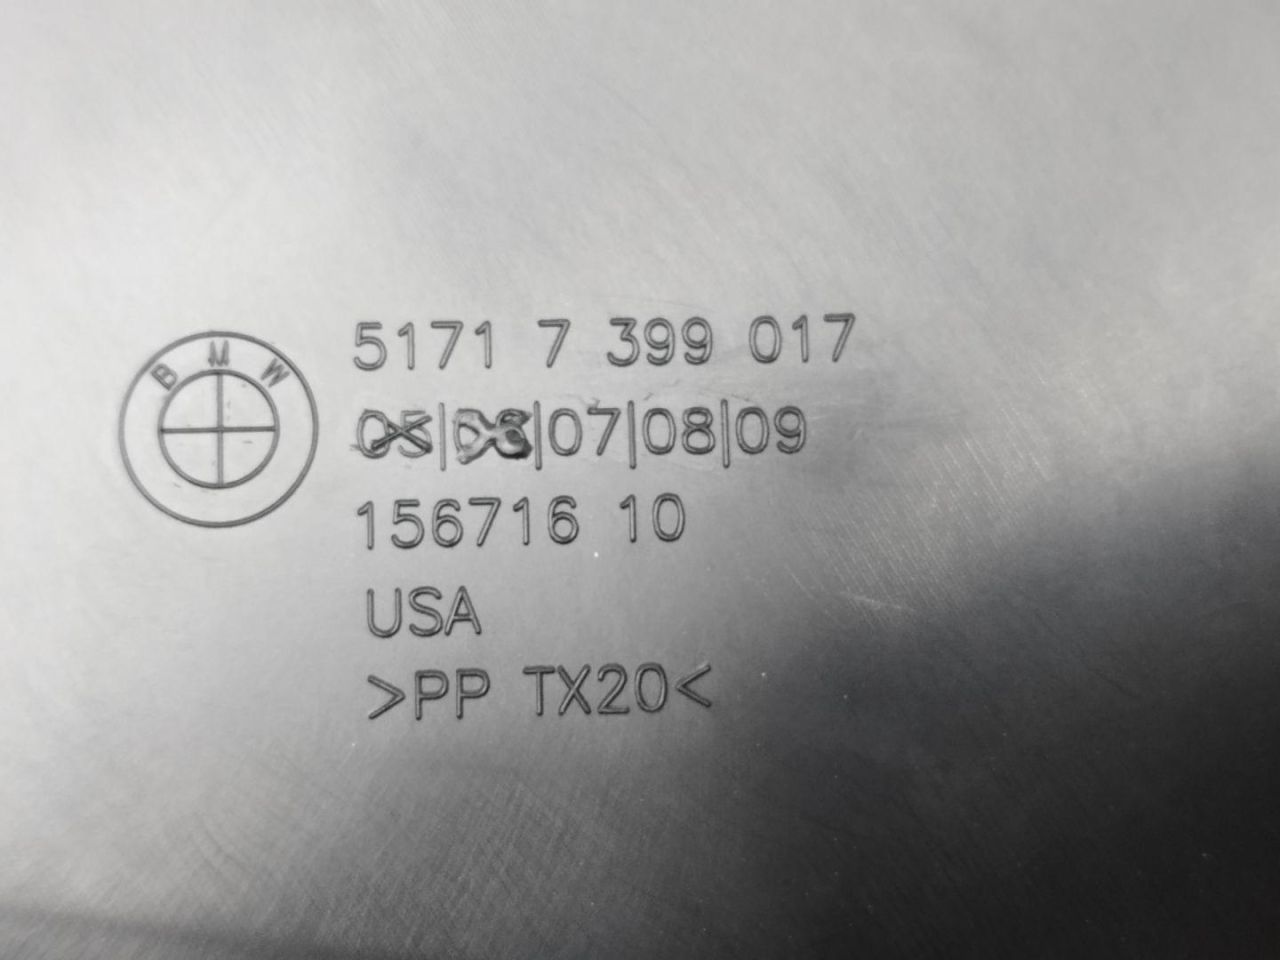 BMW
5171 7 399 017
05|06|07|08|09
156716 10
USA
>PP TX20<